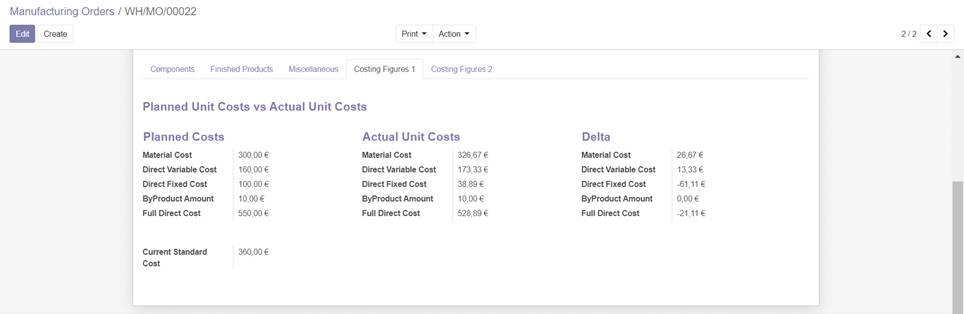 Manufacturing Orders / WH/MO/00022
Edit Create Print Action 2 / 2
Components Finished Products Miscellaneous Costing Figures 1 Costing Figures 2
Planned Unit Costs vs Actual Unit Costs
Planned Costs Actual Unit Costs Delta
Material Cost 300,00 € Material Cost 326,67 € Material Cost 26,67 €
Direct Variable Cost 160,00 € Direct Variable Cost 173,33 € Direct Variable Cost 13,33 €
Direct Fixed Cost 100,00 € Direct Fixed Cost 38,89 € Direct Fixed Cost -61,11 €
ByProduct Amount 10,00 € ByProduct Amount 10,00 € ByProduct Amount 0,00 €
Full Direct Cost 550,00 € Full Direct Cost 528,89 € Full Direct Cost -21,11 €
Current Standard 360,00 €
Cost